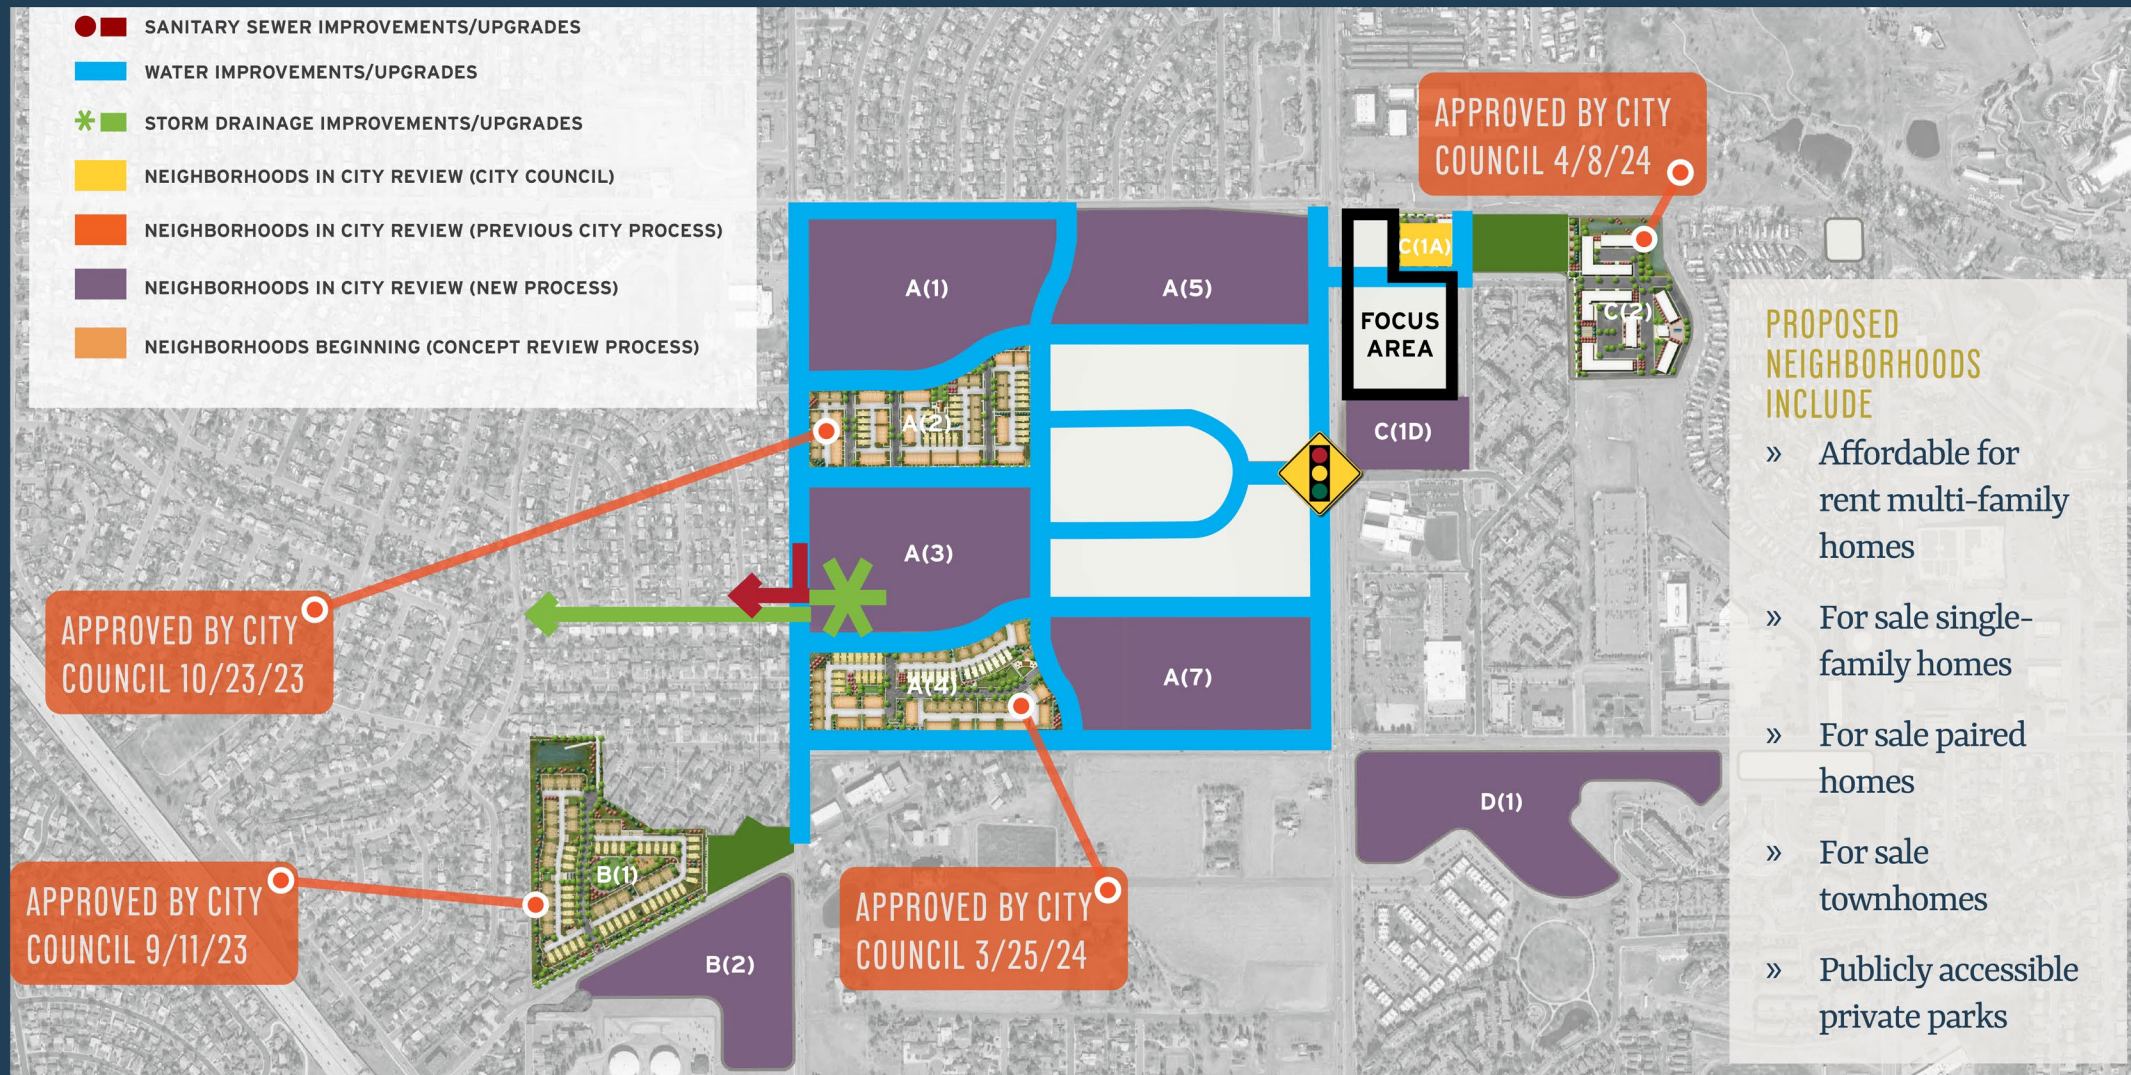 SANITARY SEWER IMPROVEMENTS/UPGRADES
WATER IMPROVEMENTS/UPGRADES
STORM DRAINAGE IMPROVEMENTS/UPGRADES
NEIGHBORHOODS IN CITY REVIEW (CITY COUNCIL)
NEIGHBORHOODS IN CITY REVIEW (PREVIOUS CITY PROCESS)
NEIGHBORHOODS IN CITY REVIEW (NEW PROCESS)
NEIGHBORHOODS BEGINNING (CONCEPT REVIEW PROCESS)
APPROVED BY CITY
COUNCIL 4/8/24
C(1A)
A(1)
A(5)
C(2)
FOCUS
AREA
A(2)
C(1D)
A(3)
APPROVED BY CITY
COUNCIL 10/23/23
A(4)
A(7)
D(1)
B(1)
APPROVED BY CITY
COUNCIL 9/11/23
APPROVED BY CITY
COUNCIL 3/25/24
B(2)
PROPOSED
NEIGHBORHOODS
INCLUDE
» Affordable for
rent multi-family
homes
» For sale single-
family homes
» For sale paired
homes
» For sale
townhomes
» Publicly accessible
private parks